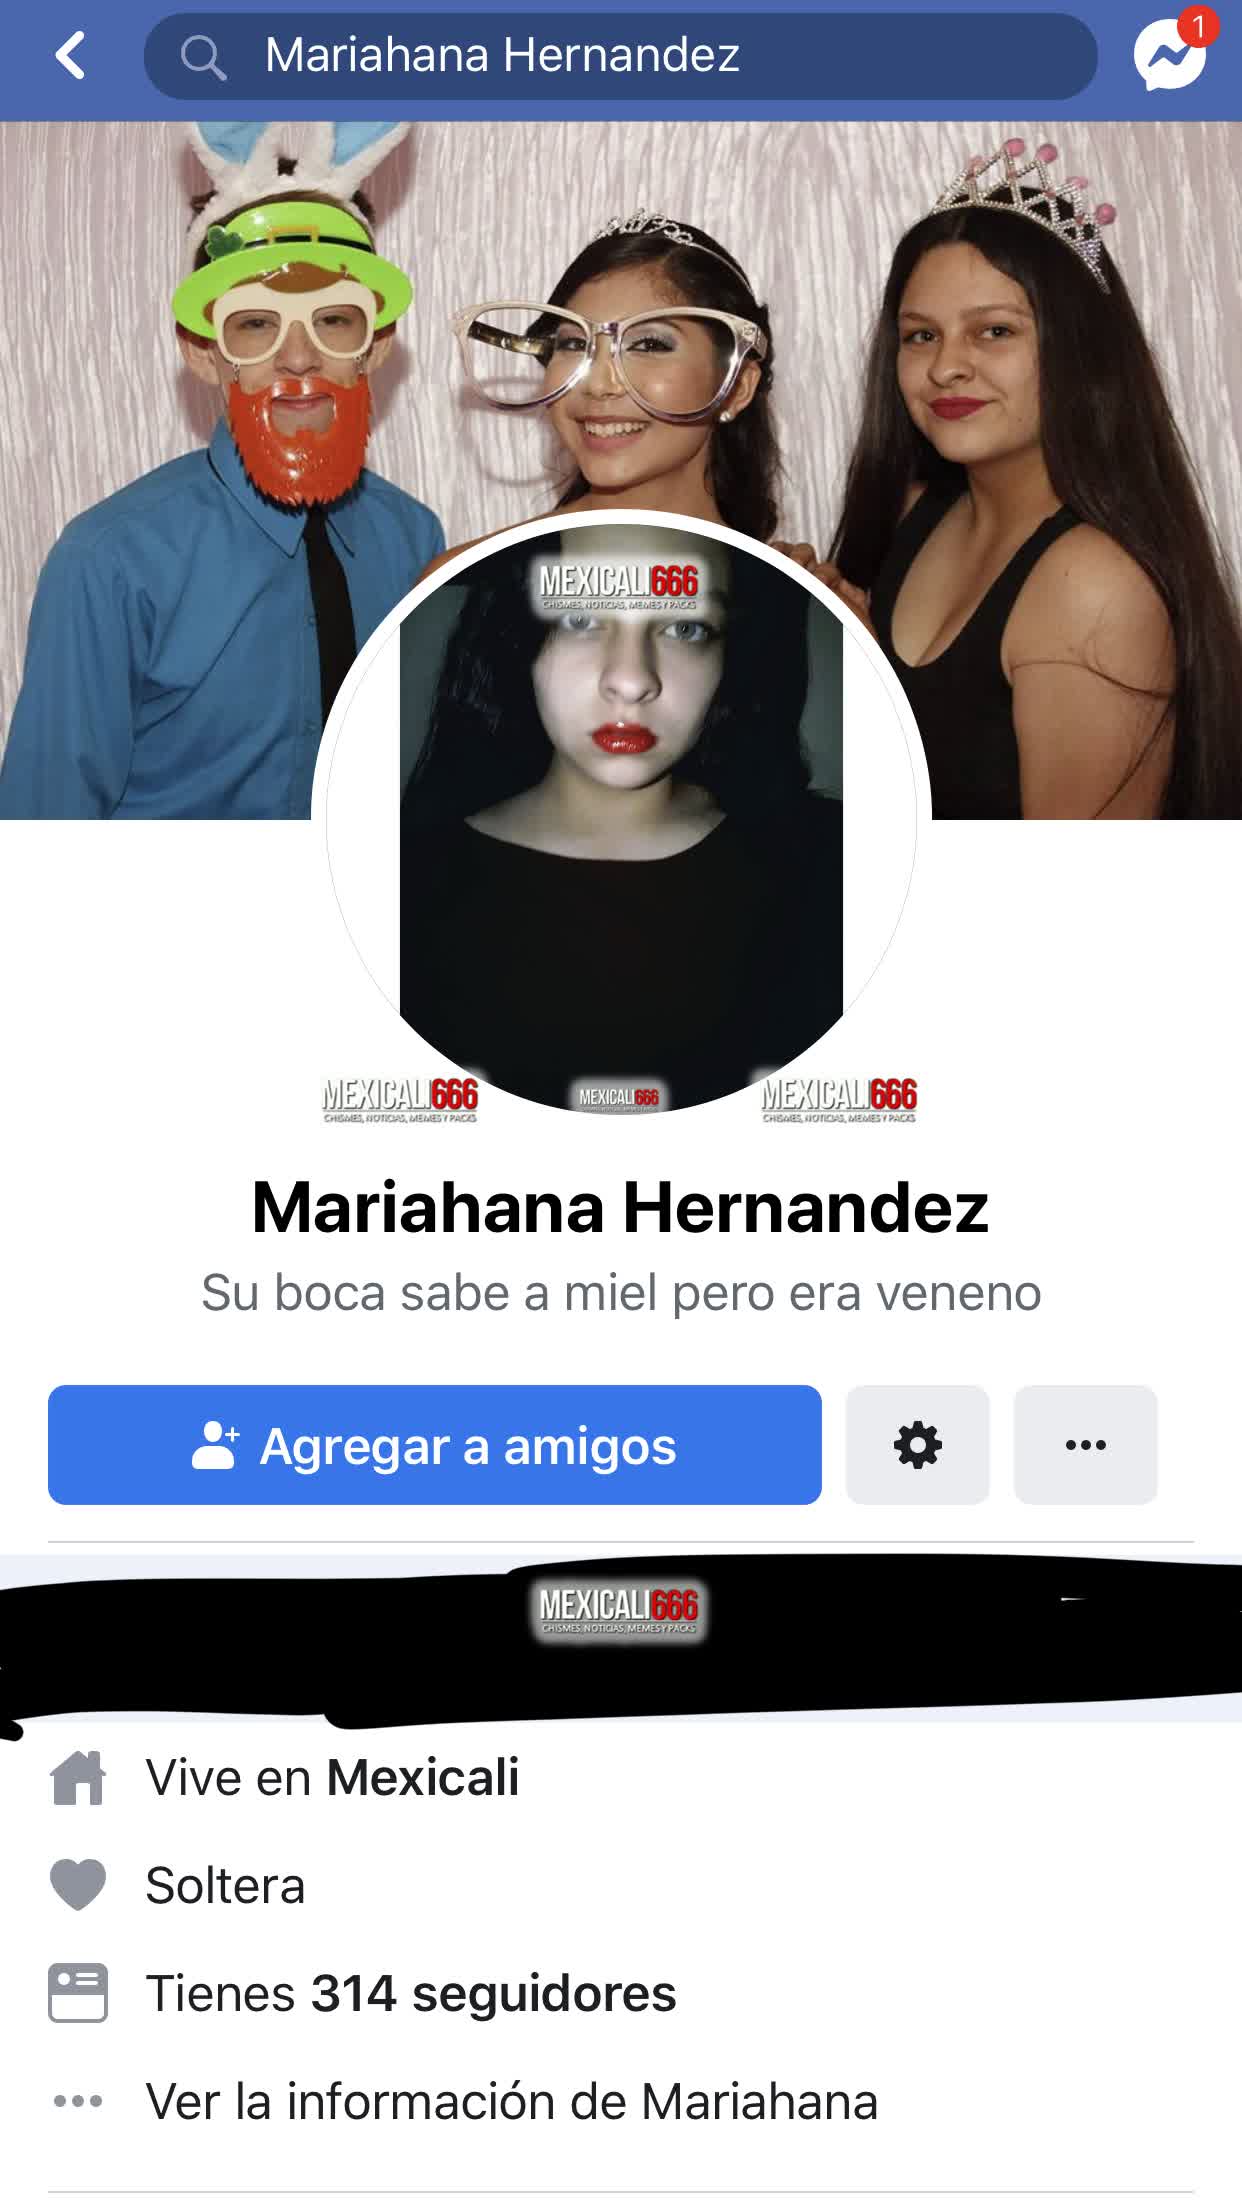 Mariahana Hernandez
1
MEXICALI666
CHISMES, NOTICIAS, MEMES Y PACKS
MEXICALI666
CHISMES, NOTICIAS, MEMES Y PACKS
MEXICALI666
MEXICALI666
CHISMES, NOTICIAS, MEMES Y PACKS
Mariahana Hernandez
Su boca sabe a miel pero era veneno
Agregar a amigos
MEXICALI666
CHISMES, NOTICIAS, MEMES Y PACKS
Vive en Mexicali
Soltera
Tienes 314 seguidores
Ver la información de Mariahana